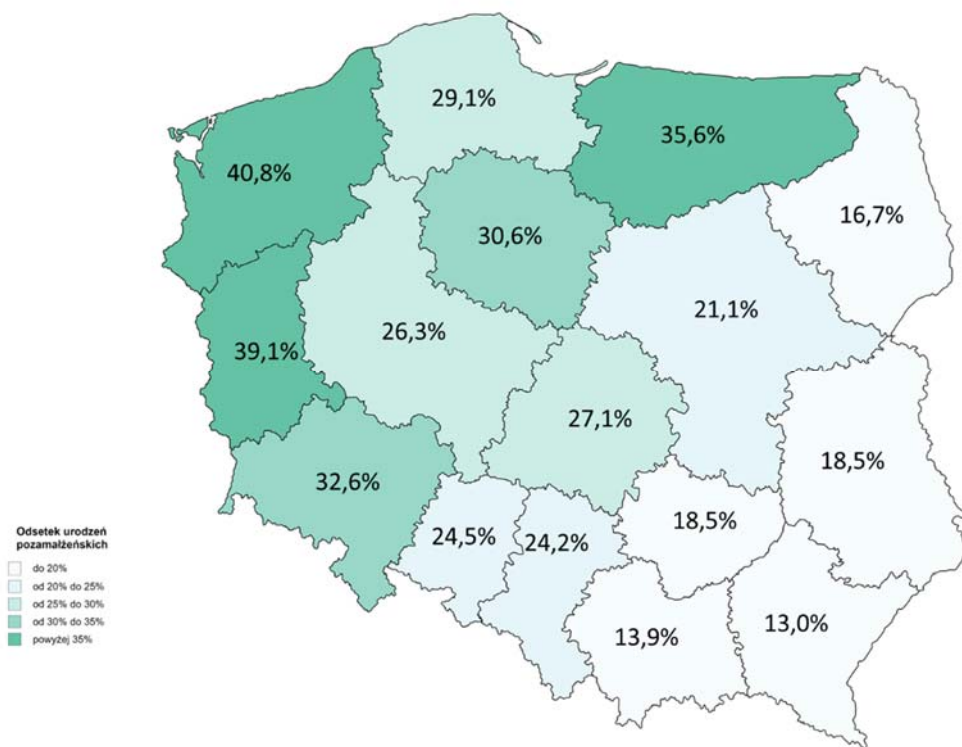 29,1%
35,6%
40,8%
16,7%
30,6%
21,1%
26,3%
39,1%
27,1%
18,5%
32,6%
18,5%
24,5%
24,2%
13,9%
13,0%
Odsetek urodzeń
pozamałżeńskich
do 20%
od 20% do 25%
od 25% do 30%
od 30% do 35%
powyżej 35%